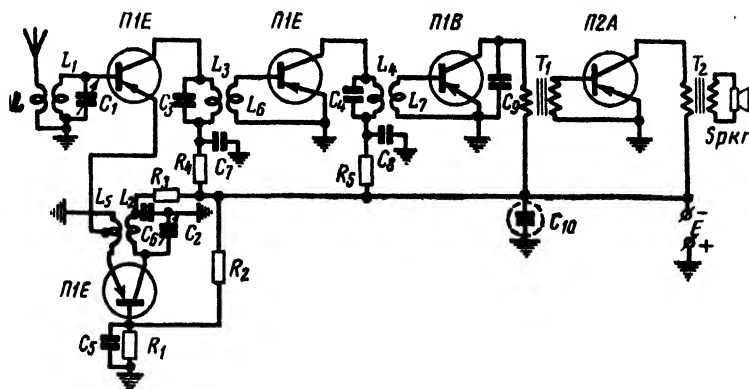 П1Е П1Е П1В П2А
L₁ C₁ L₃ C₃ L₆ L₄ C₄ L₇ C₉ T₁ T₂
Spkr
C₇ C₈
R₄ R₅
R₃
L₅ L₂ C₆ C₂ C₁₀ E − +
R₂
П1Е
C₅ R₁